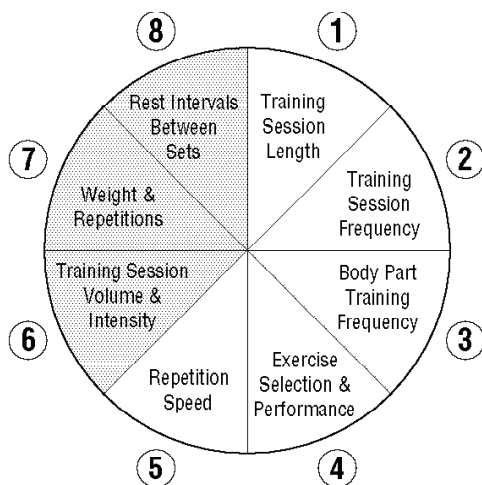 8
1
Rest Intervals
Between
Sets
Training
Session
Length
7
2
Weight &
Repetitions
Training
Session
Frequency
Training Session
Volume &
Intensity
Body Part
Training
Frequency
6
3
Repetition
Speed
Exercise
Selection &
Performance
5
4